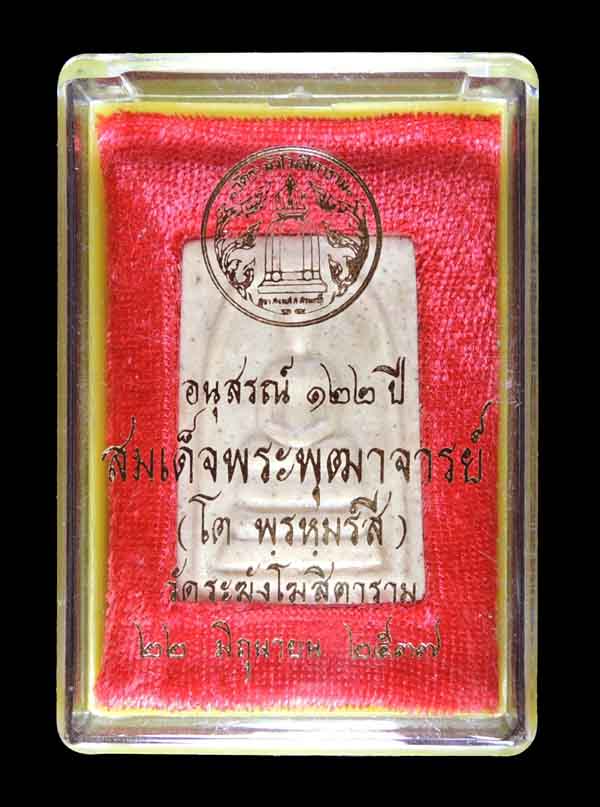 อนุสรณ์ ๑๒๒ ปี
สมเด็จพระพุฒาจารย์
(โต พฺรหฺมรํสี)
วัดระฆังโฆสิตาราม
๒๒ มิถุนายน ๒๕๓๗